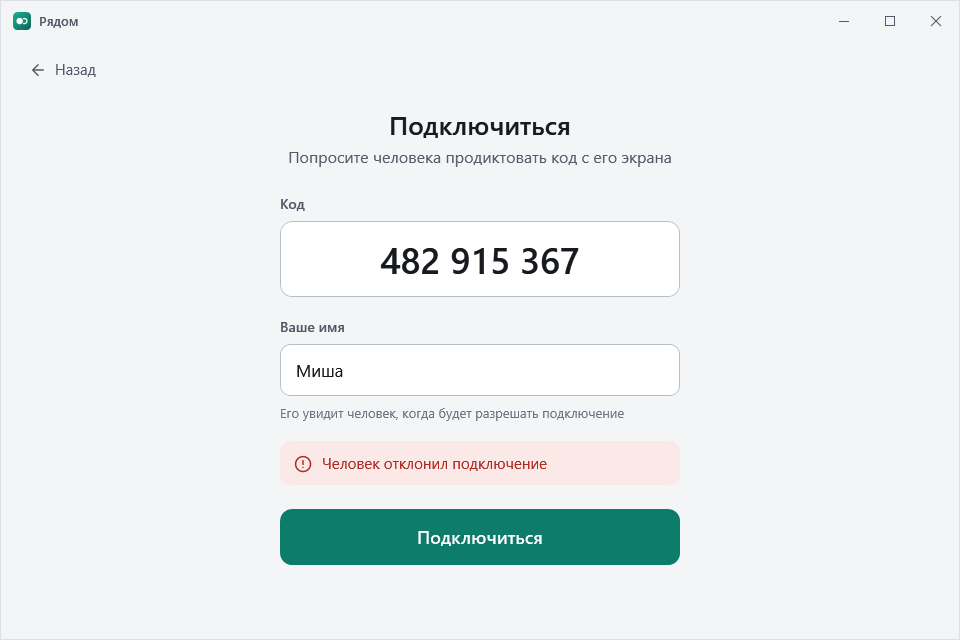 Рядом
Назад
Подключиться
Попросите человека продиктовать код с его экрана
Код
482 915 367
Ваше имя
Миша
Его увидит человек, когда будет разрешать подключение
Человек отклонил подключение
Подключиться